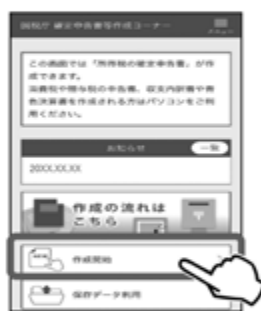 国税庁 確定申告書等作成コーナー
メニュー
この画面では「所得税の確定申告書」が作
成できます。
消費税や贈与税の申告書、収支内訳書や青
色決算書を作成される方はパソコンをご利
用ください。
お知らせ
一覧
20XX.XX.XX
作成の流れは
こちら
作成開始
保存データ利用